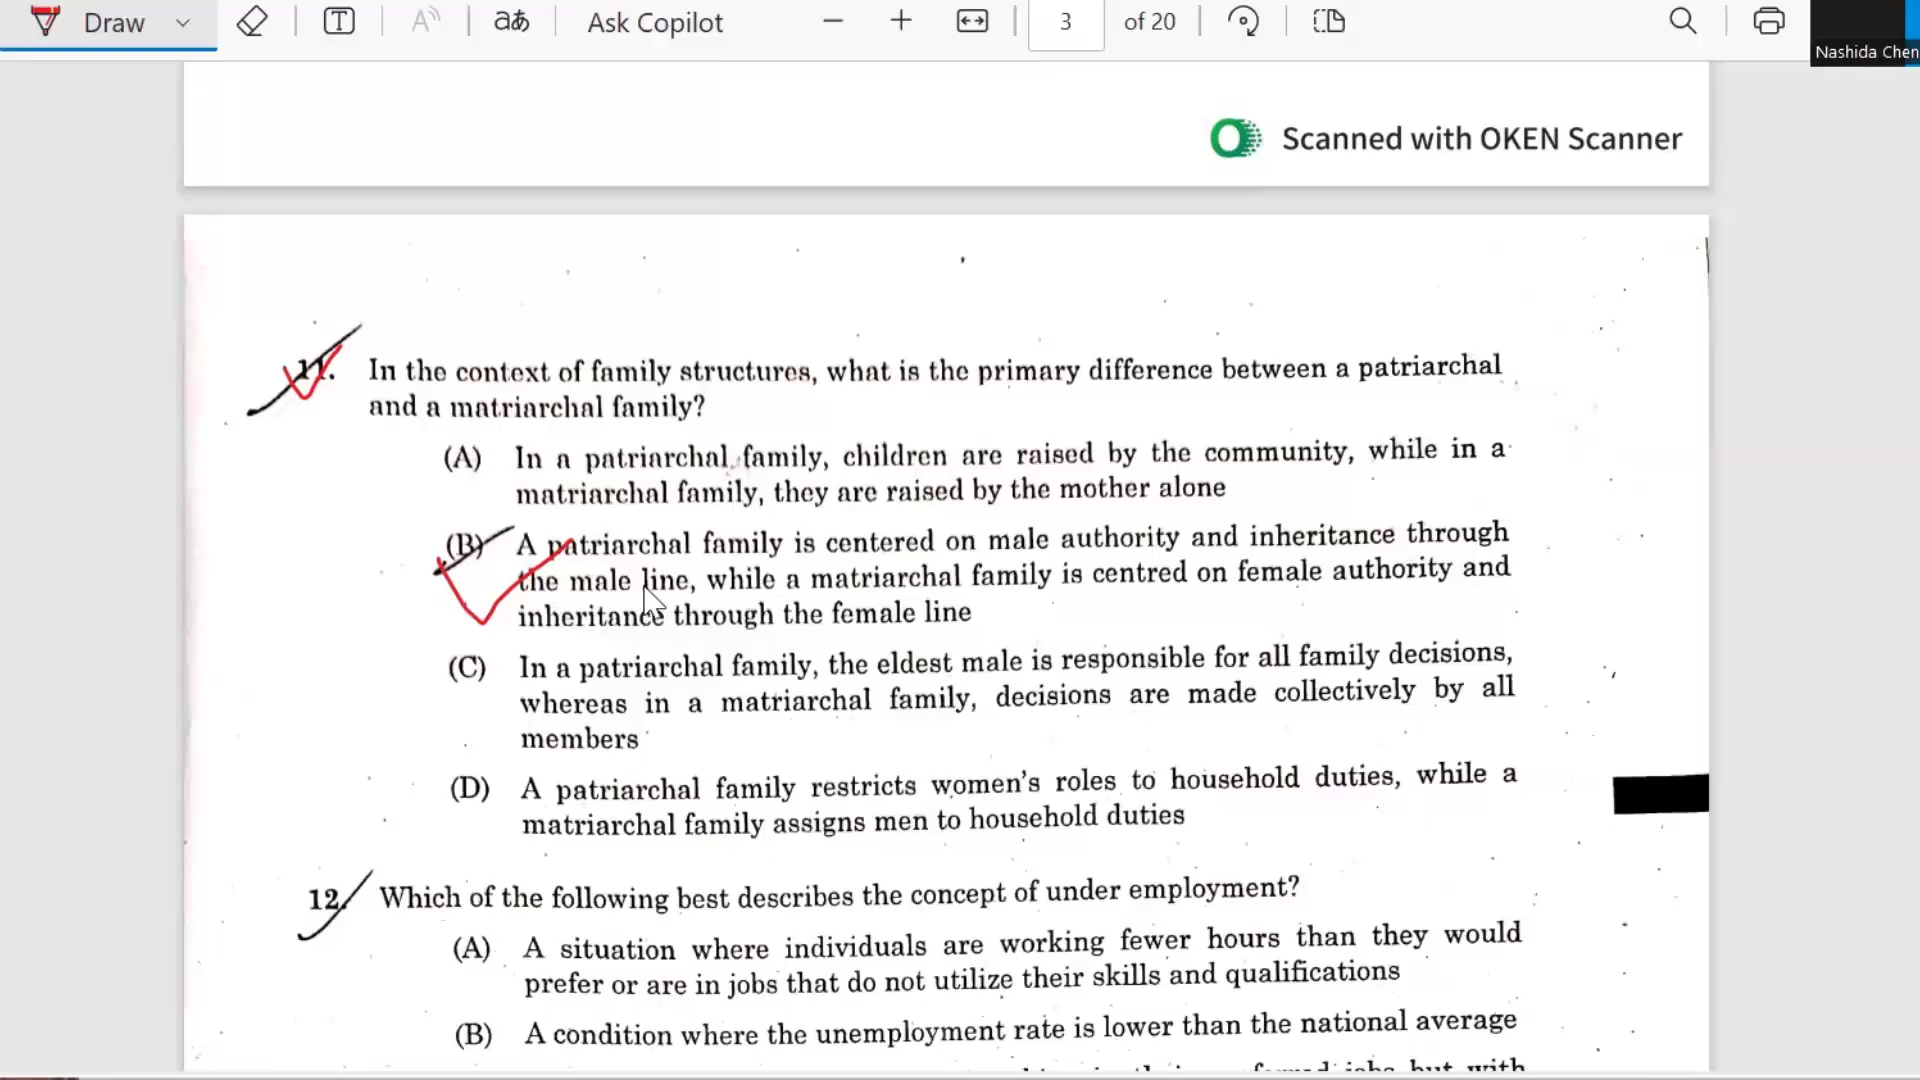 Draw
T
A
aあ
Ask Copilot
3
of 20
Nashida Chen
Scanned with OKEN Scanner
11. In the context of family structures, what is the primary difference between a patriarchal
and a matriarchal family?
(A) In a patriarchal family, children are raised by the community, while in a
matriarchal family, they are raised by the mother alone
(B) A patriarchal family is centered on male authority and inheritance through
the male line, while a matriarchal family is centred on female authority and
inheritance through the female line
(C) In a patriarchal family, the eldest male is responsible for all family decisions,
whereas in a matriarchal family, decisions are made collectively by all
members
(D) A patriarchal family restricts women's roles to household duties, while a
matriarchal family assigns men to household duties
12. Which of the following best describes the concept of under employment?
(A) A situation where individuals are working fewer hours than they would
prefer or are in jobs that do not utilize their skills and qualifications
(B) A condition where the unemployment rate is lower than the national average
jobs but with